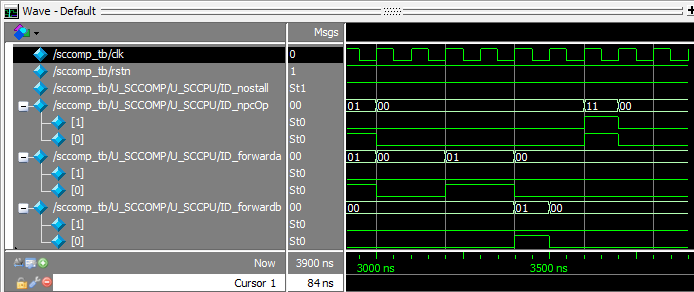 Wave - Default
Msgs
/sccomp_tb/clk 0
/sccomp_tb/rstn 1
/sccomp_tb/U_SCCOMP/U_SCCPU/ID_nostall St1
/sccomp_tb/U_SCCOMP/U_SCCPU/ID_npcOp 00 01 00 11 00
[1] St0
[0] St0
/sccomp_tb/U_SCCOMP/U_SCCPU/ID_forwarda 00 01 00 01 00
[1] St0
[0] St0
/sccomp_tb/U_SCCOMP/U_SCCPU/ID_forwardb 00 00 01 00
[1] St0
[0] St0
Now 3900 ns 3000 ns 3500 ns
Cursor 1 84 ns